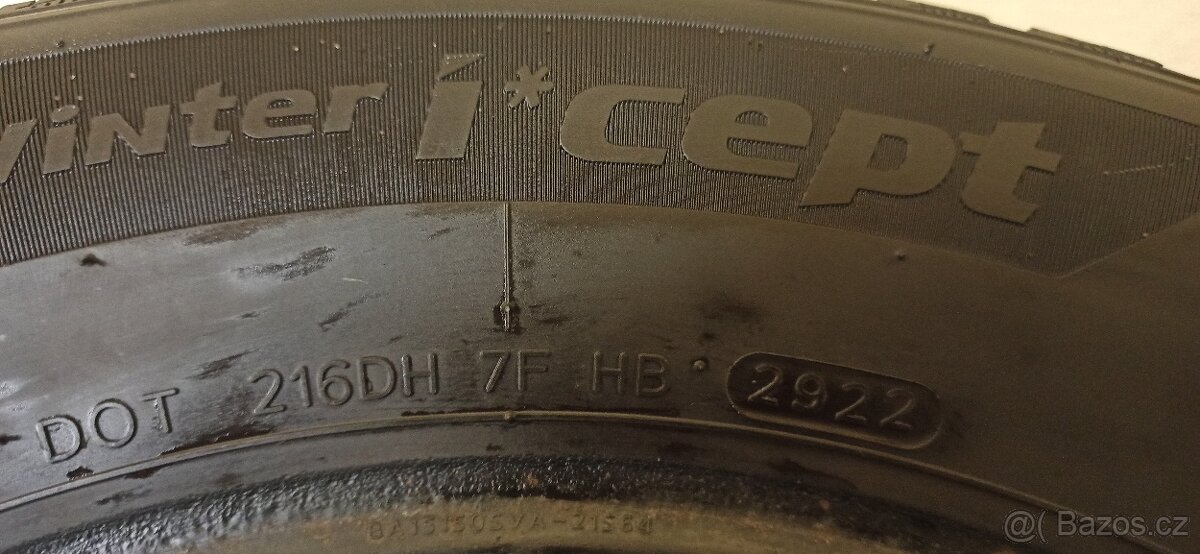 Winter i*cept
DOT 216DH 7F HB 2922
@( Bazos.cz